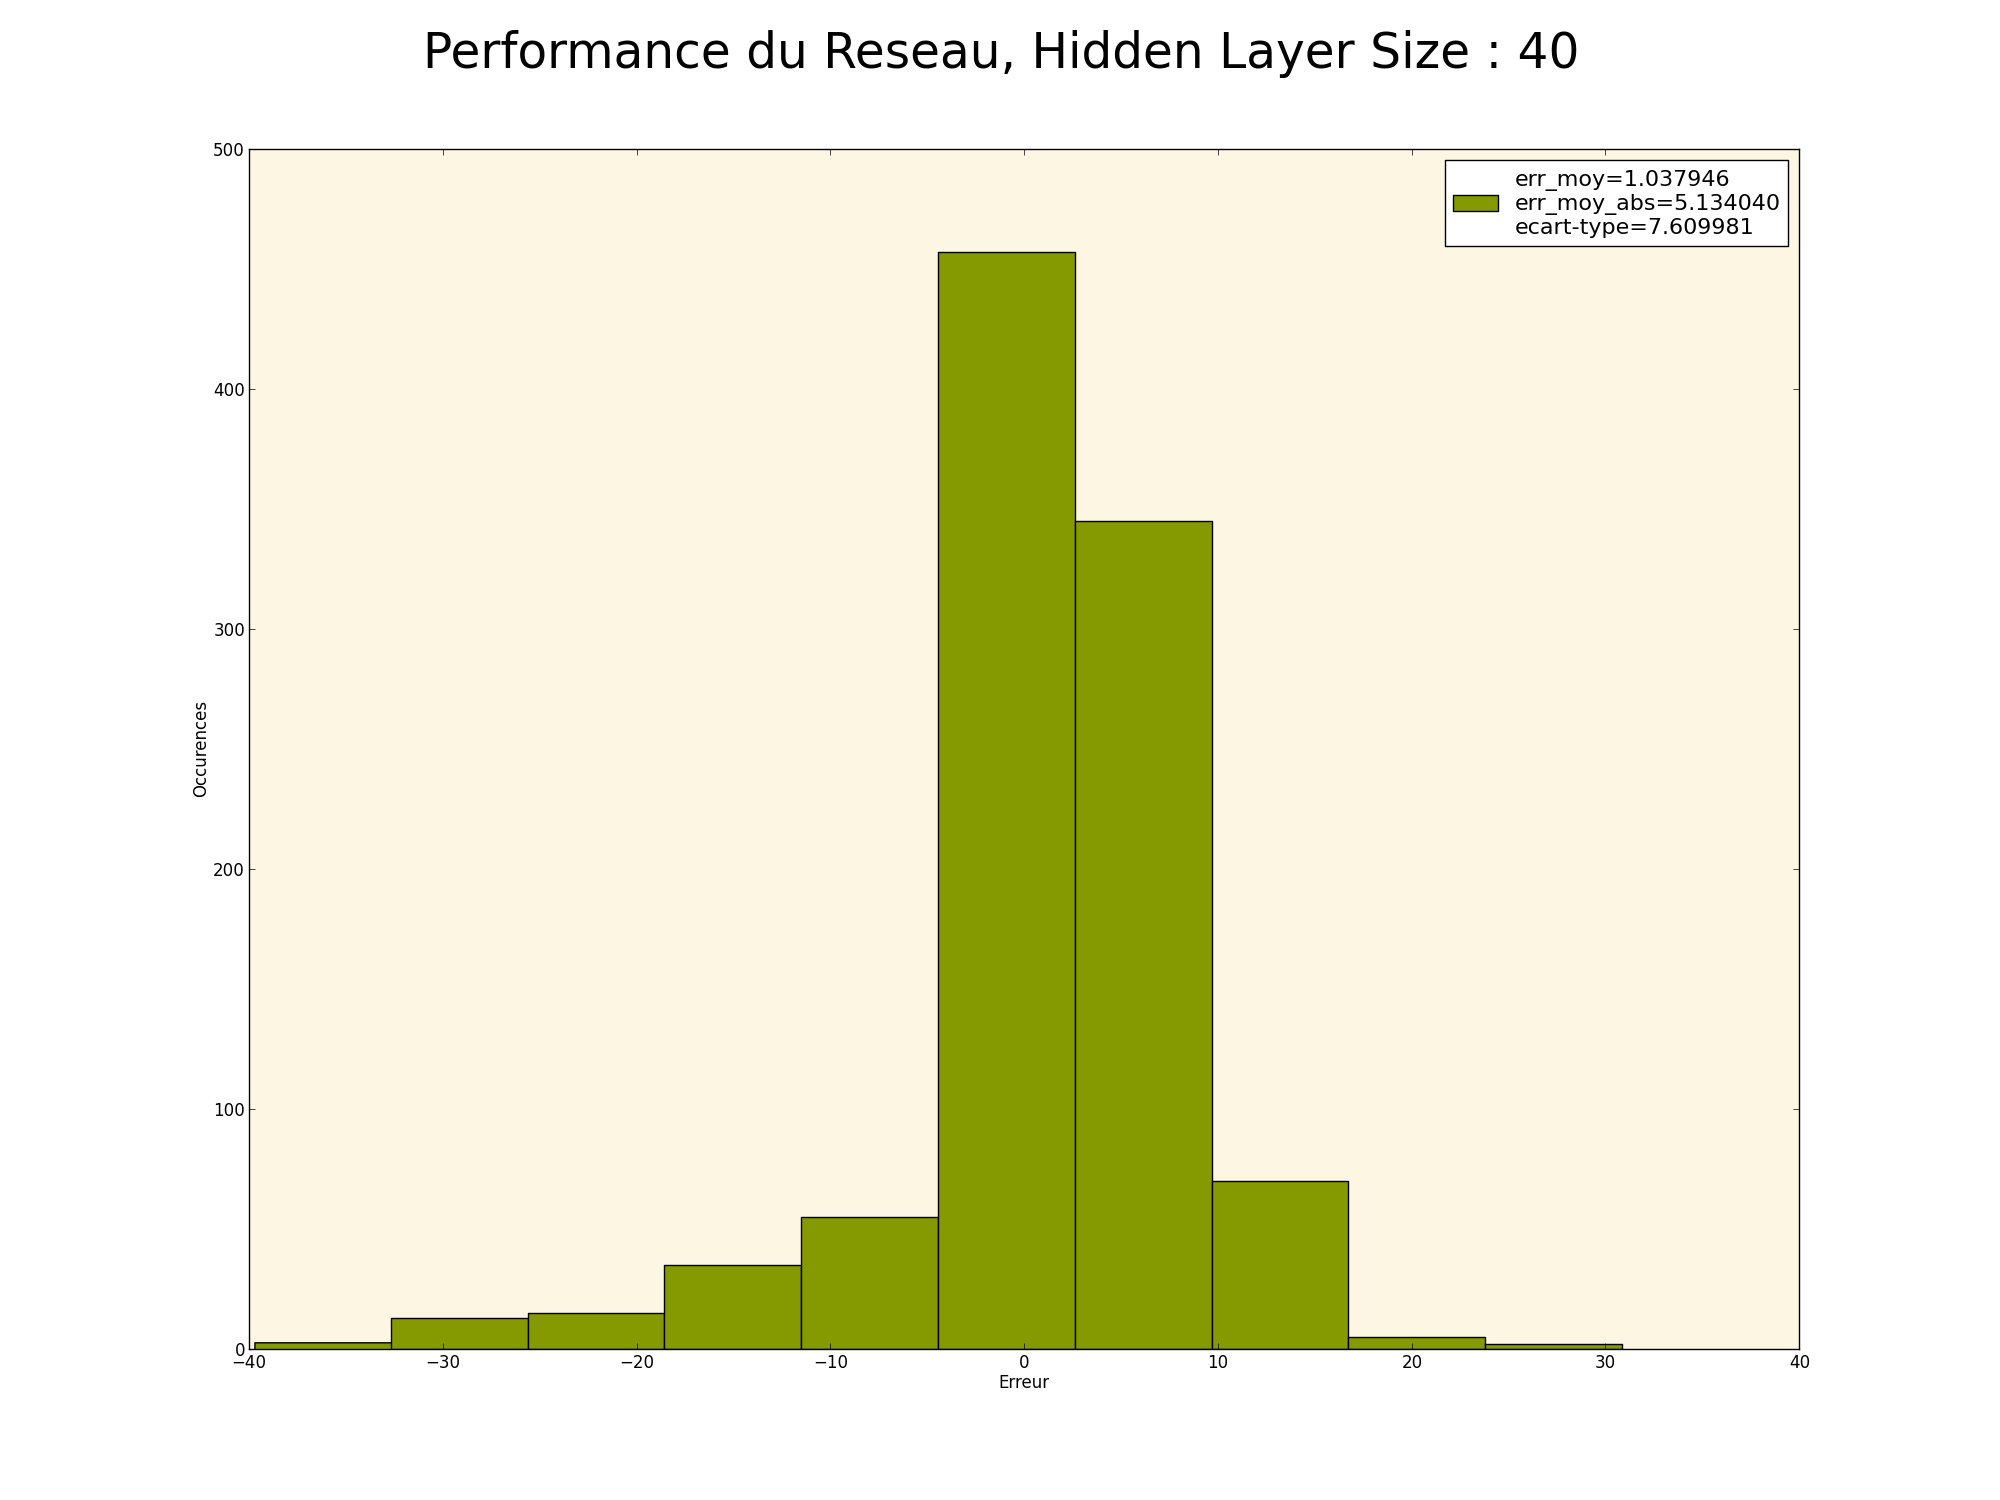 Performance du Reseau, Hidden Layer Size : 40
500
400
300
200
100
0
Occurences
err_moy=1.037946
err_moy_abs=5.134040
ecart-type=7.609981
−40 −30 −20 −10 0 10 20 30 40
Erreur